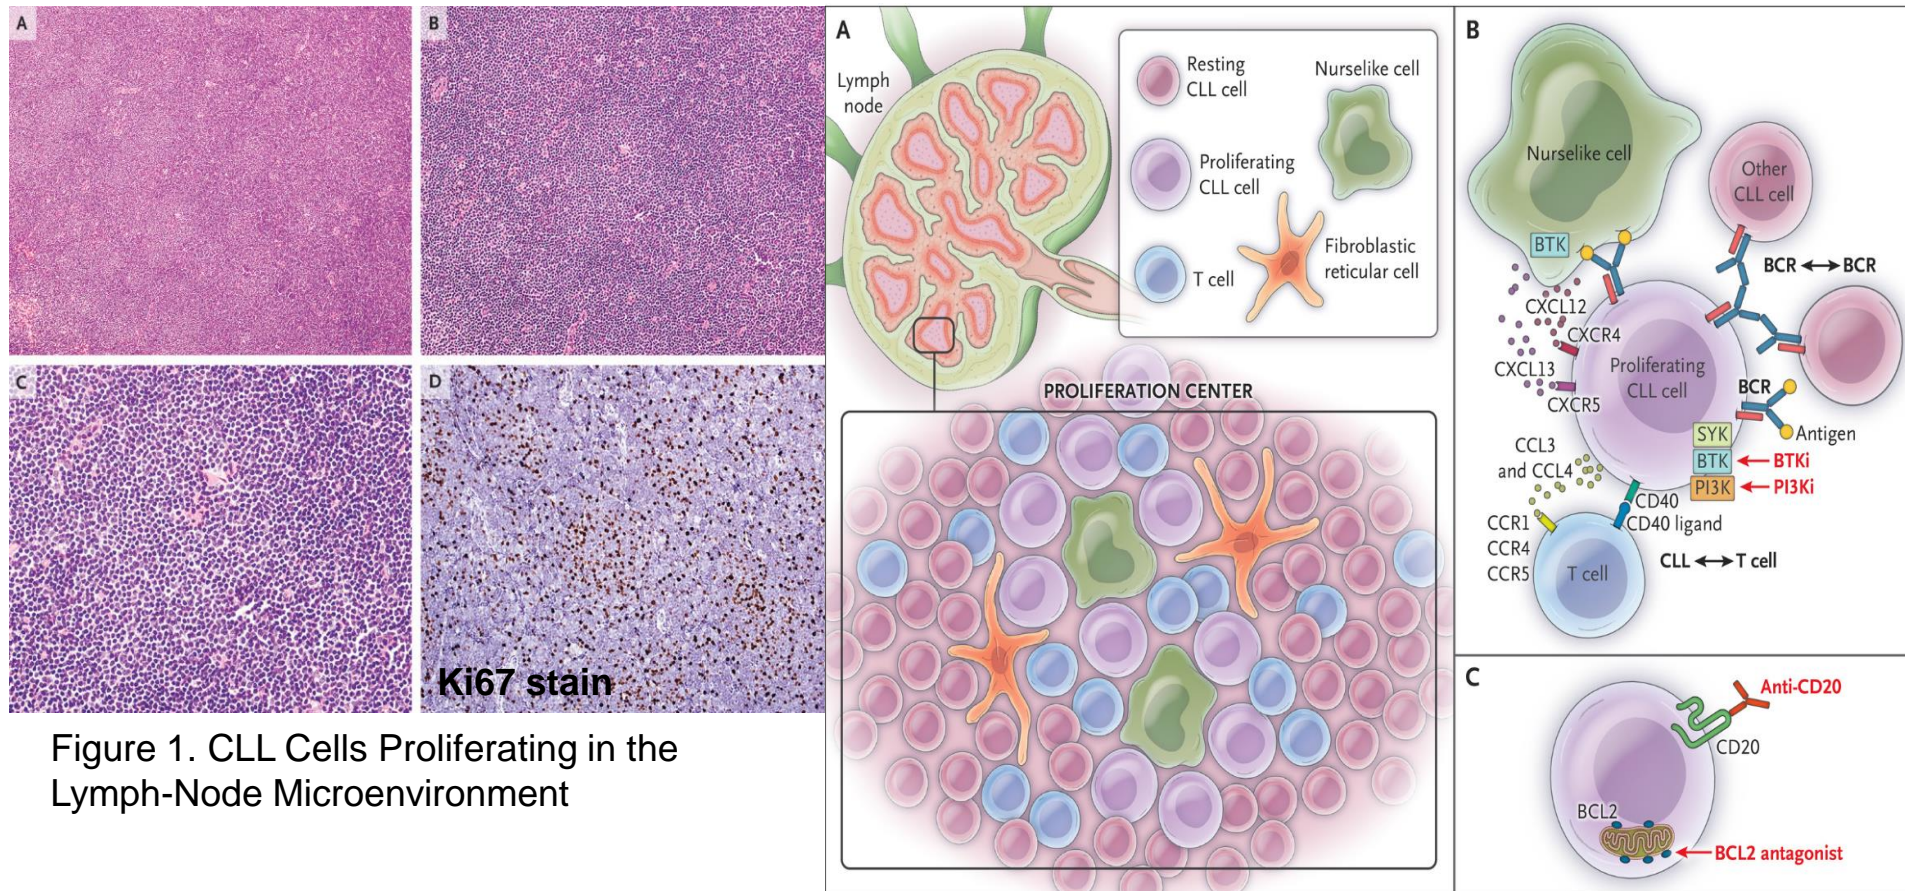 A
B
C
D
Ki67 stain
Figure 1. CLL Cells Proliferating in the
Lymph-Node Microenvironment
A
Lymph
node
Resting
CLL cell
Proliferating
CLL cell
T cell
Nurselike cell
Fibroblastic
reticular cell
PROLIFERATION CENTER
B
Nurselike cell
Other
CLL cell
BTK
BCR ⟷ BCR
CXCL12
CXCR4
CXCL13
CXCR5
Proliferating
CLL cell
BCR
Antigen
SYK
BTK
BTKi
PI3K
PI3Ki
CCL3
and CCL4
CD40
CD40 ligand
CCR1
CCR4
CCR5
T cell
CLL ⟷ T cell
C
Anti-CD20
CD20
BCL2
BCL2 antagonist